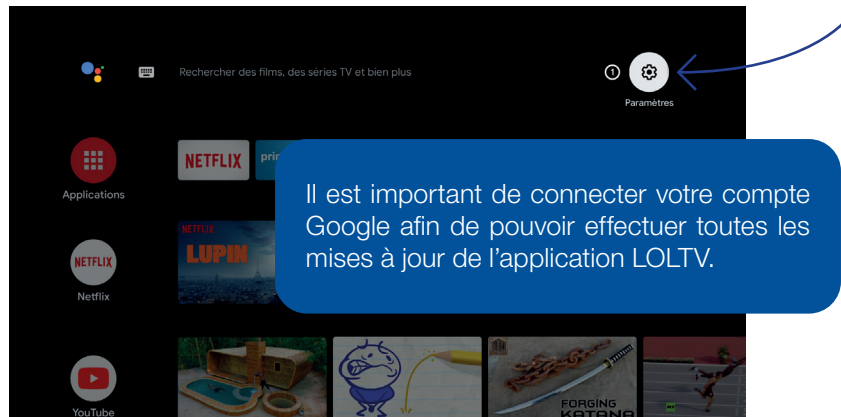 Rechercher des films, des séries TV et bien plus
1
Paramètres
Applications
NETFLIX
prir
Il est important de connecter votre compte
Google afin de pouvoir effectuer toutes les
mises à jour de l’application LOLTV.
NETFLIX
Netflix
NETFLIX
LUPIN
YouTube
FORGING
KATANA